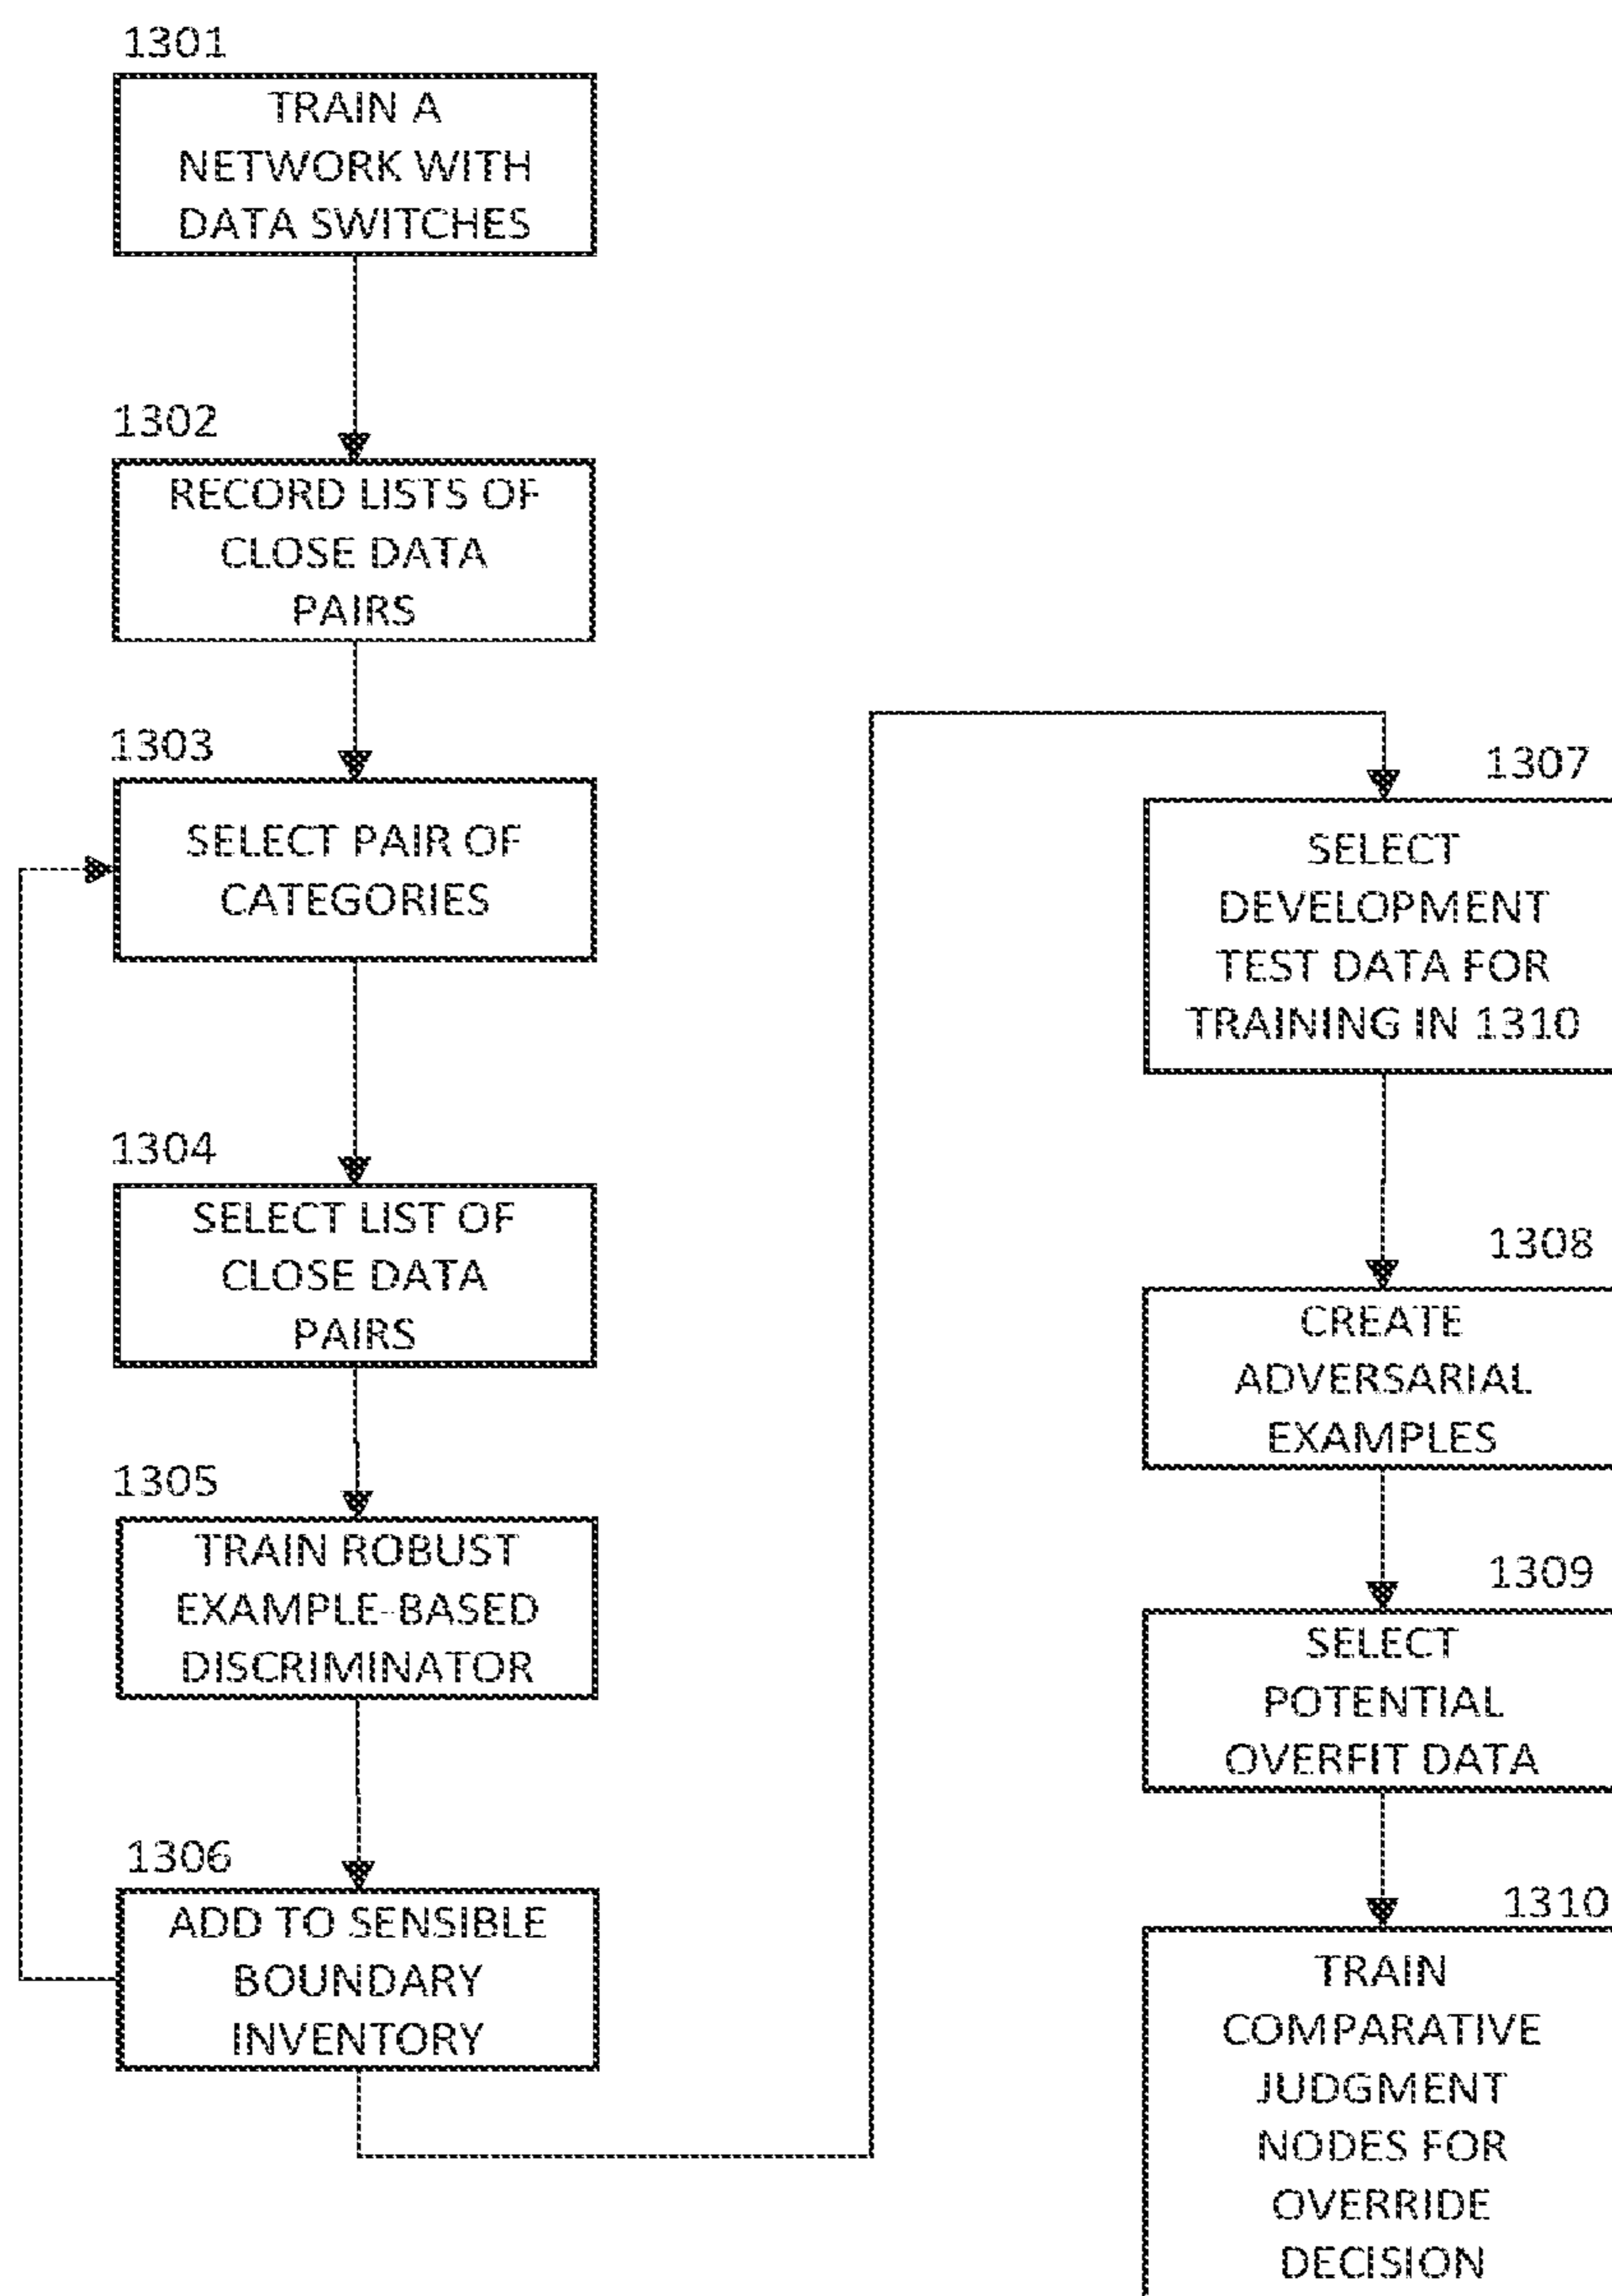 1301
TRAIN A
NETWORK WITH
DATA SWITCHES
1302
RECORD LISTS OF
CLOSE DATA
PAIRS
1303
SELECT PAIR OF
CATEGORIES
1304
SELECT LIST OF
CLOSE DATA
PAIRS
1305
TRAIN ROBUST
EXAMPLE-BASED
DISCRIMINATOR
1306
ADD TO SENSIBLE
BOUNDARY
INVENTORY
1307
SELECT
DEVELOPMENT
TEST DATA FOR
TRAINING IN 1310
1308
CREATE
ADVERSARIAL
EXAMPLES
1309
SELECT
POTENTIAL
OVERFIT DATA
1310
TRAIN
COMPARATIVE
JUDGMENT
NODES FOR
OVERRIDE
DECISION